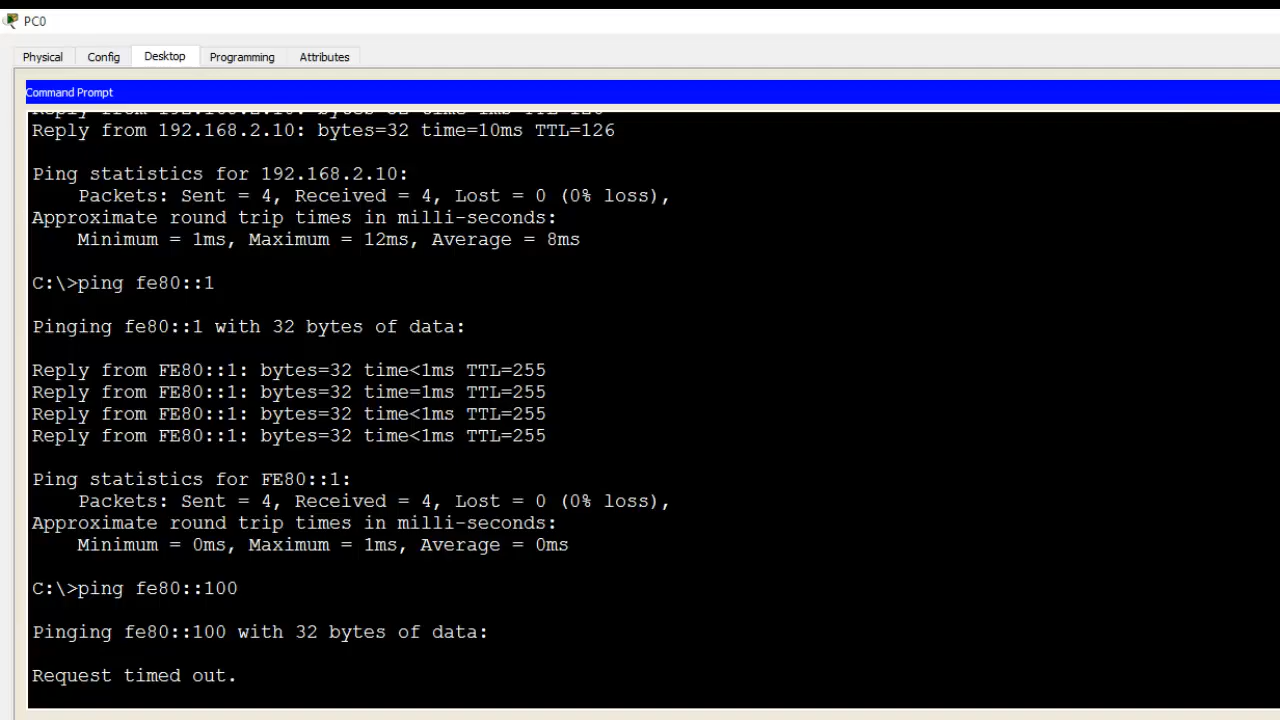 PC0
Physical Config Desktop Programming Attributes
Command Prompt
Reply from 192.168.2.10: bytes=32 time=10ms TTL=126
Ping statistics for 192.168.2.10:
Packets: Sent = 4, Received = 4, Lost = 0 (0% loss),
Approximate round trip times in milli-seconds:
Minimum = 1ms, Maximum = 12ms, Average = 8ms
C:\>ping fe80::1
Pinging fe80::1 with 32 bytes of data:
Reply from FE80::1: bytes=32 time<1ms TTL=255
Reply from FE80::1: bytes=32 time=1ms TTL=255
Reply from FE80::1: bytes=32 time<1ms TTL=255
Reply from FE80::1: bytes=32 time<1ms TTL=255
Ping statistics for FE80::1:
Packets: Sent = 4, Received = 4, Lost = 0 (0% loss),
Approximate round trip times in milli-seconds:
Minimum = 0ms, Maximum = 1ms, Average = 0ms
C:\>ping fe80::100
Pinging fe80::100 with 32 bytes of data:
Request timed out.